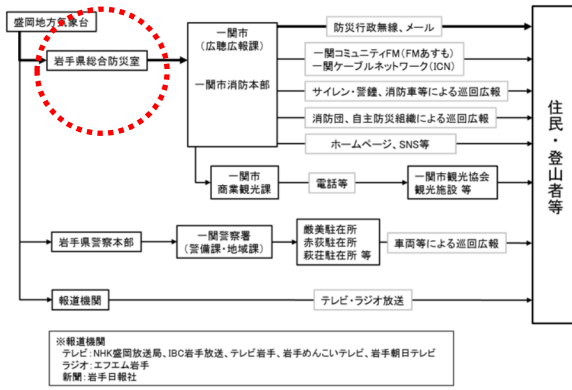 盛岡地方気象台
岩手県総合防災室
一関市
(広聴広報課)
一関市消防本部
防災行政無線、メール
一関コミュニティFM(FMあすも)
一関ケーブルネットワーク(ICN)
サイレン・警鐘、消防車等による巡回広報
消防団、自主防災組織による巡回広報
ホームページ、SNS等
一関市
商業観光課
電話等
一関市観光協会
観光施設 等
岩手県警察本部
一関警察署
(警備課・地域課)
厳美駐在所
赤荻駐在所
萩荘駐在所 等
車両等による巡回広報
報道機関
テレビ・ラジオ放送
住民・登山者等
※報道機関
テレビ:NHK盛岡放送局、IBC岩手放送、テレビ岩手、岩手めんこいテレビ、岩手朝日テレビ
ラジオ:エフエム岩手
新聞:岩手日報社